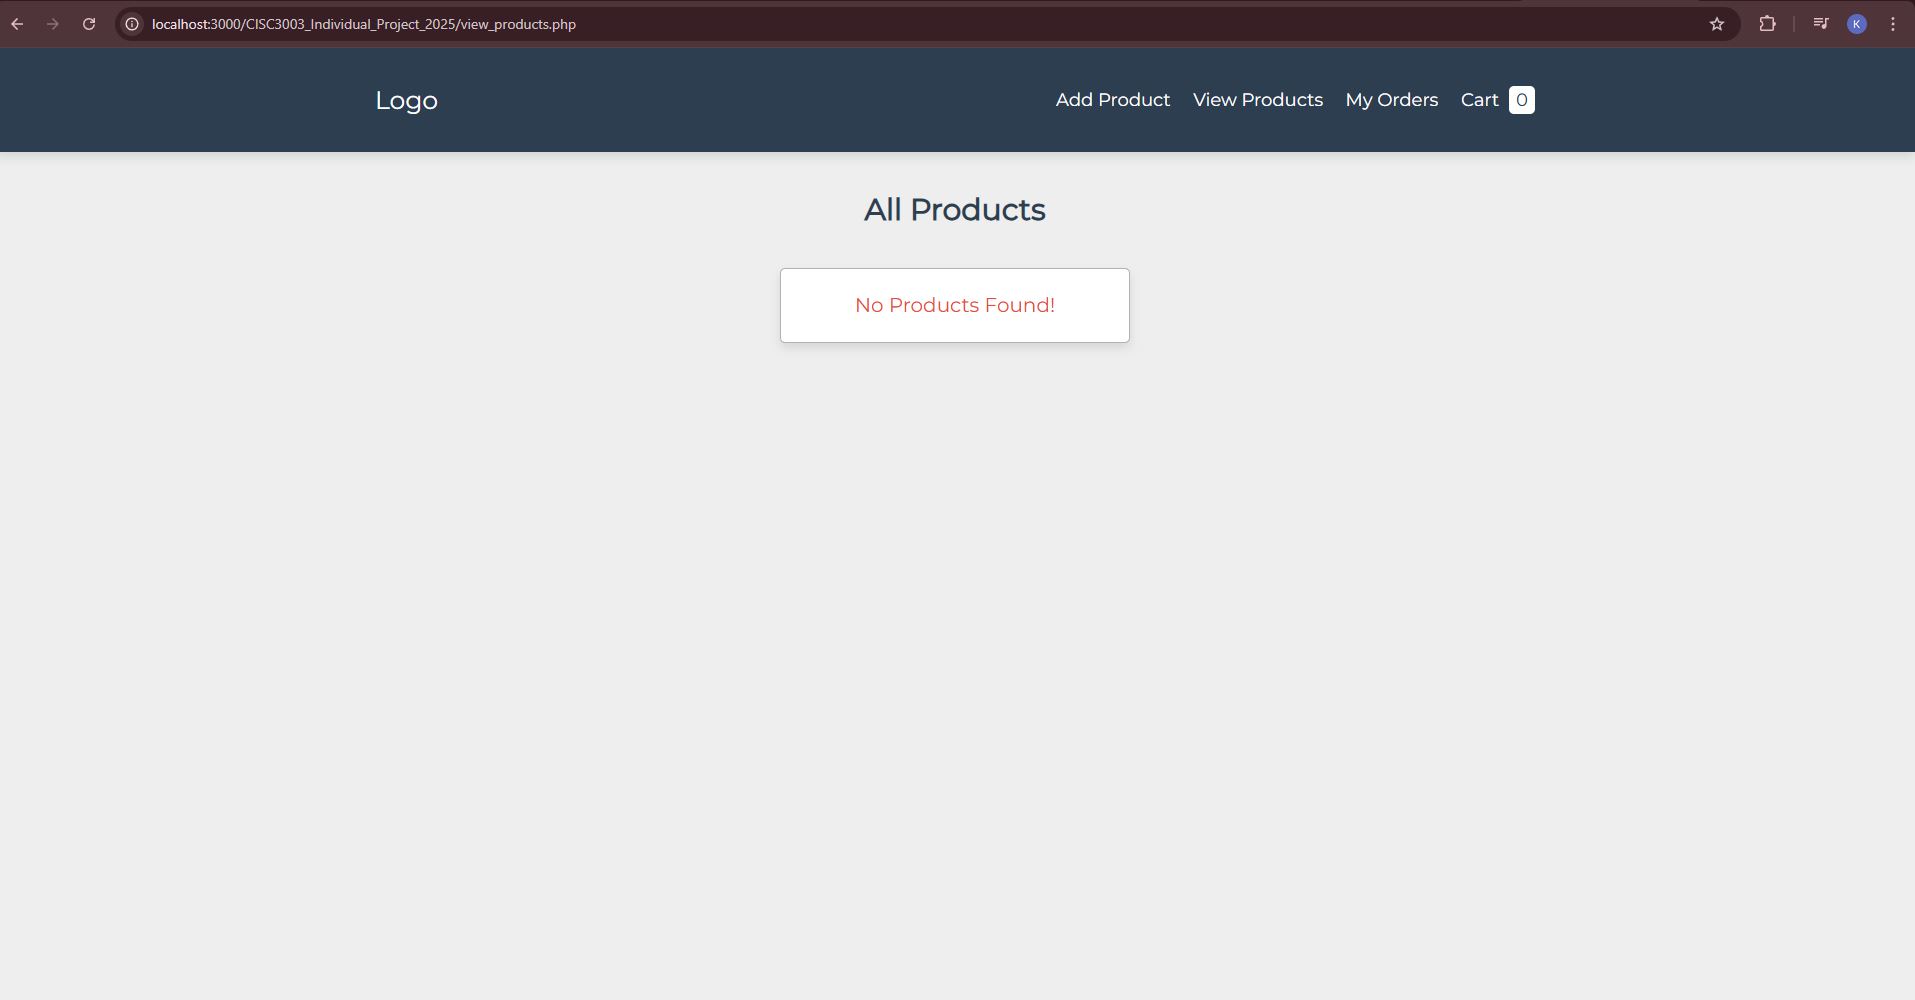 localhost:3000/CISC3003_Individual_Project_2025/view_products.php
K
Logo
Add Product View Products My Orders Cart 0
All Products
No Products Found!